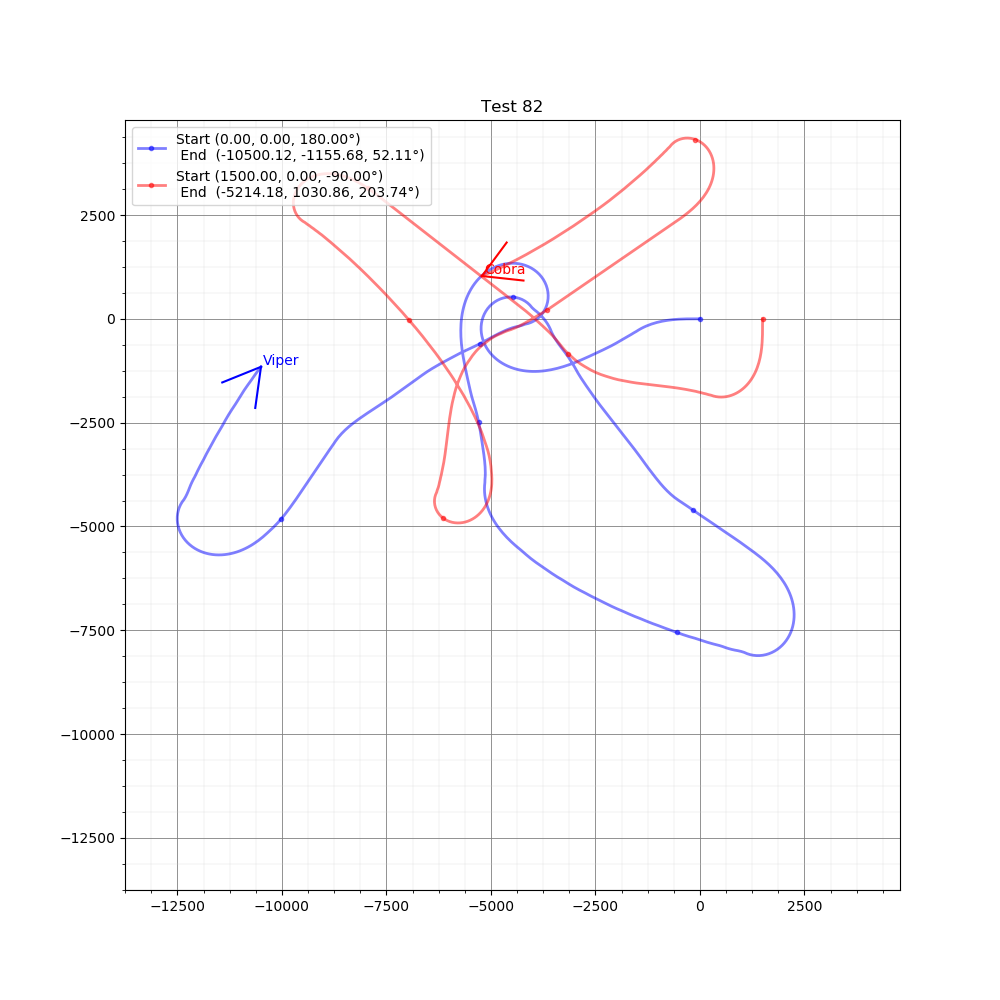 Test 82
Start (0.00, 0.00, 180.00°)
End (-10500.12, -1155.68, 52.11°)
Start (1500.00, 0.00, -90.00°)
End (-5214.18, 1030.86, 203.74°)
2500
Cobra
0
Viper
−2500
−5000
−7500
−10000
−12500
−12500 −10000 −7500 −5000 −2500 0 2500